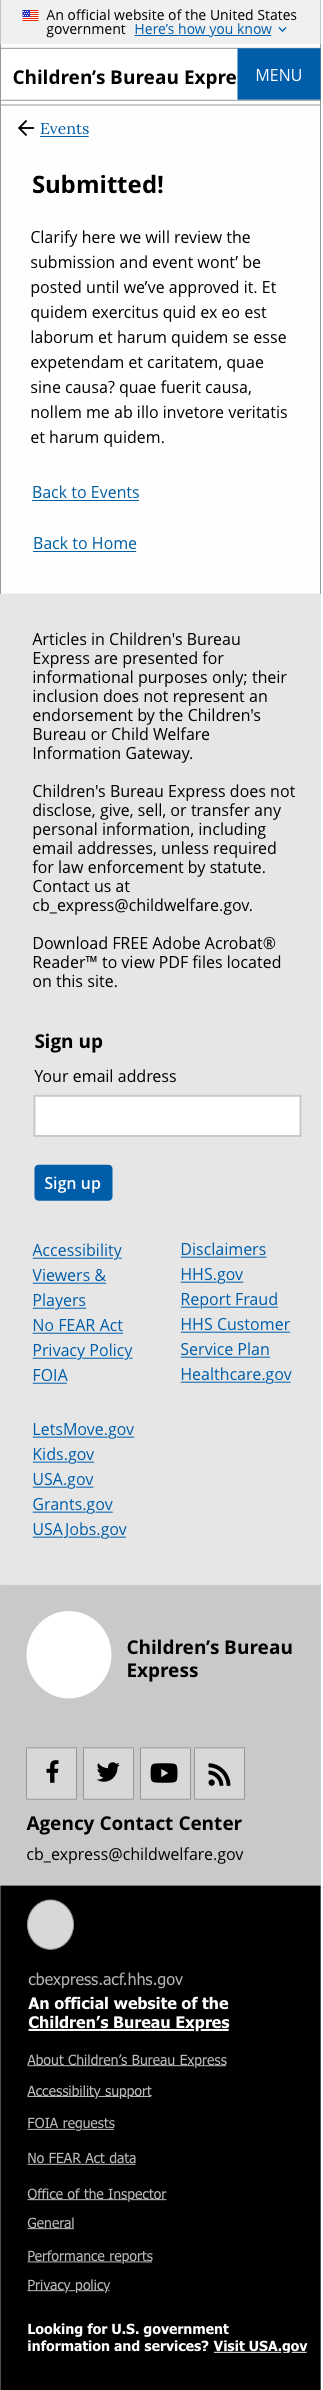 An official website of the United States
government Here's how you know
Children's Bureau Expre
MENU
Events
Submitted!
Clarify here we will review the
submission and event wont' be
posted until we've approved it. Et
quidem exercitus quid ex eo est
laborum et harum quidem se esse
expetendam et caritatem, quae
sine causa? quae fuerit causa,
nollem me ab illo invetore veritatis
et harum quidem.
Back to Events
Back to Home
Articles in Children's Bureau
Express are presented for
informational purposes only; their
inclusion does not represent an
endorsement by the Children's
Bureau or Child Welfare
Information Gateway.
Children's Bureau Express does not
disclose, give, sell, or transfer any
personal information, including
email addresses, unless required
for law enforcement by statute.
Contact us at
cb_express@childwelfare.gov.
Download FREE Adobe Acrobat®
Reader™ to view PDF files located
on this site.
Sign up
Your email address
Sign up
Accessibility
Viewers &
Players
No FEAR Act
Privacy Policy
FOIA
Disclaimers
HHS.gov
Report Fraud
HHS Customer
Service Plan
Healthcare.gov
LetsMove.gov
Kids.gov
USA.gov
Grants.gov
USAJobs.gov
Children's Bureau
Express
Agency Contact Center
cb_express@childwelfare.gov
cbexpress.acf.hhs.gov
An official website of the
Children's Bureau Expres
About Children's Bureau Express
Accessibility support
FOIA reguests
No FEAR Act data
Office of the Inspector
General
Performance reports
Privacy policy
Looking for U.S. government
information and services? Visit USA.gov